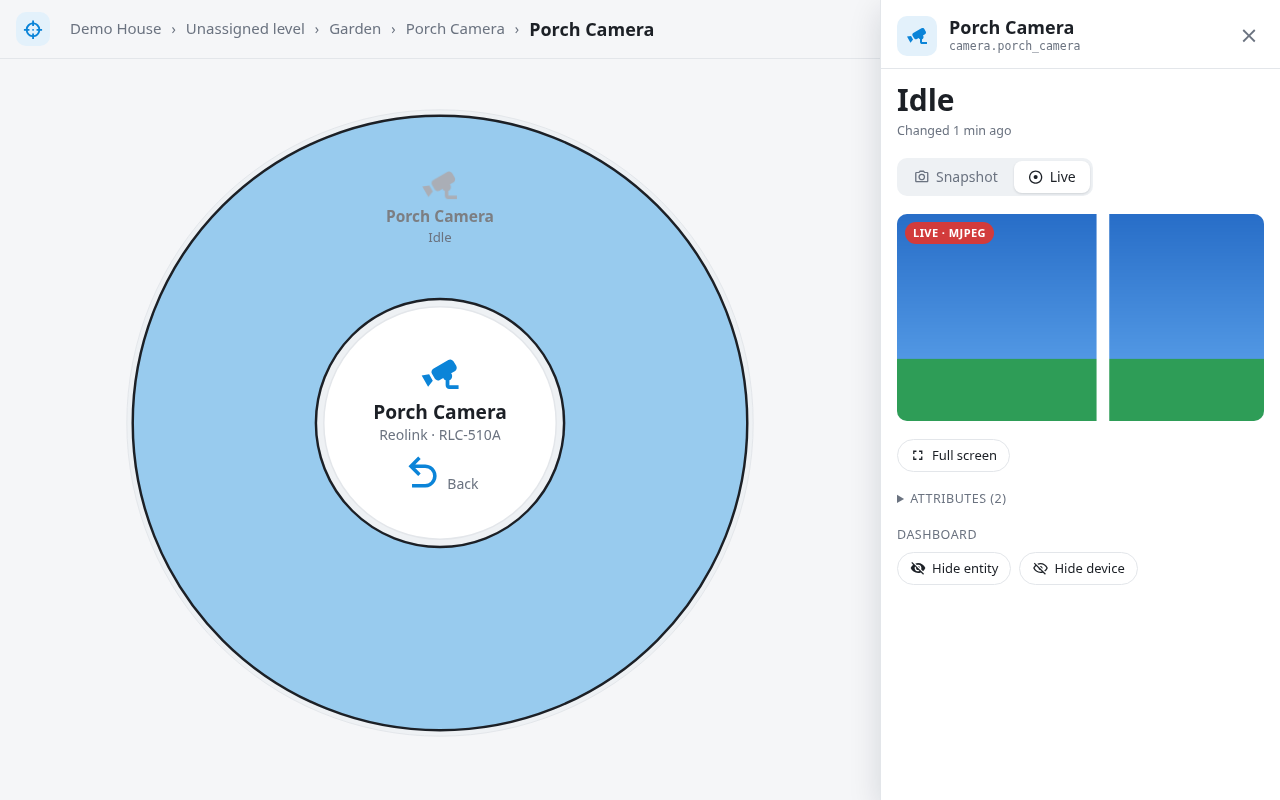 Demo House › Unassigned level › Garden › Porch Camera › Porch Camera
Porch Camera
Idle
Porch Camera
Reolink · RLC-510A
Back
Porch Camera
camera.porch_camera
Idle
Changed 1 min ago
Snapshot Live
LIVE · MJPEG
Full screen
ATTRIBUTES (2)
DASHBOARD
Hide entity Hide device